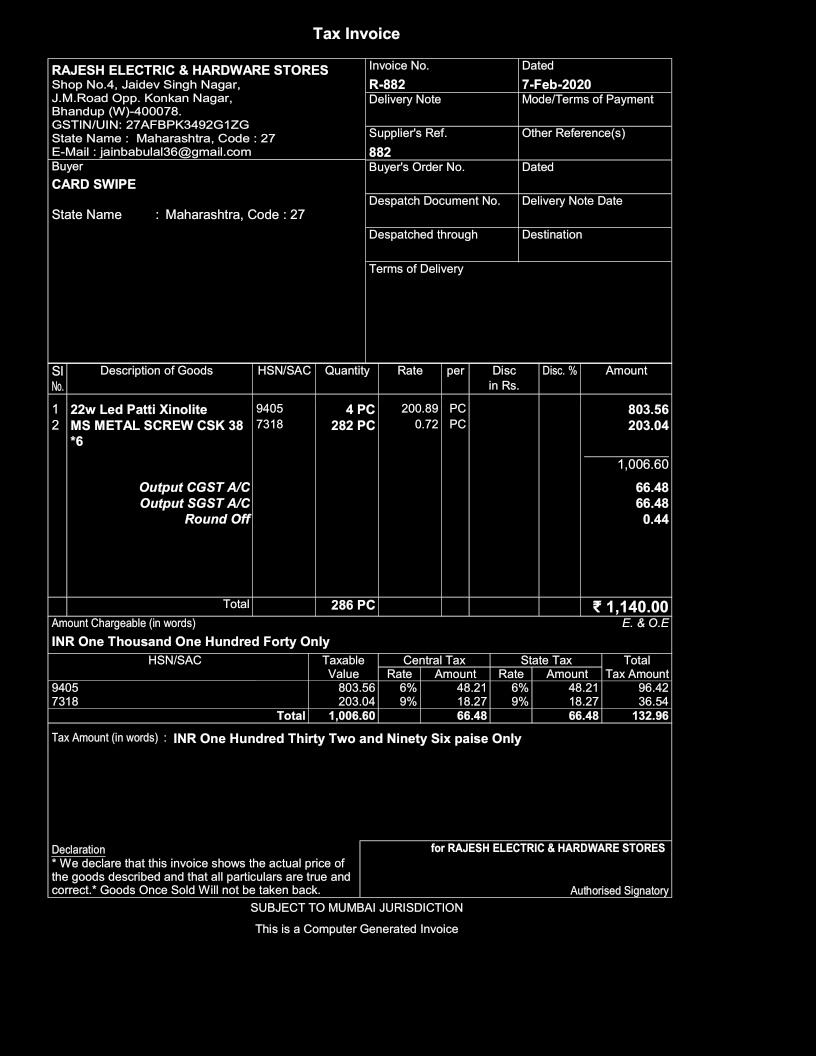 Tax Invoice
RAJESH ELECTRIC & HARDWARE STORES
Shop No.4, Jaidev Singh Nagar,
J.M.Road Opp. Konkan Nagar,
Bhandup (W)-400078.
GSTIN/UIN: 27AFBPK3492G1ZG
State Name : Maharashtra, Code : 27
E-Mail : jainbabulal36@gmail.com
Invoice No. Dated
R-882 7-Feb-2020
Delivery Note Mode/Terms of Payment
Supplier's Ref. Other Reference(s)
882
Buyer
CARD SWIPE
State Name : Maharashtra, Code : 27
Buyer's Order No. Dated
Despatch Document No. Delivery Note Date
Despatched through Destination
Terms of Delivery
Sl Description of Goods HSN/SAC Quantity Rate per Disc Disc. % Amount
No. in Rs.
1 22w Led Patti Xinolite 9405 4 PC 200.89 PC 803.56
2 MS METAL SCREW CSK 38 7318 282 PC 0.72 PC 203.04
*6
1,006.60
Output CGST A/C 66.48
Output SGST A/C 66.48
Round Off 0.44
Total 286 PC ₹ 1,140.00
Amount Chargeable (in words) E. & O.E
INR One Thousand One Hundred Forty Only
HSN/SAC Taxable Central Tax State Tax Total
Value Rate Amount Rate Amount Tax Amount
9405 803.56 6% 48.21 6% 48.21 96.42
7318 203.04 9% 18.27 9% 18.27 36.54
Total 1,006.60 66.48 66.48 132.96
Tax Amount (in words) : INR One Hundred Thirty Two and Ninety Six paise Only
Declaration
* We declare that this invoice shows the actual price of
the goods described and that all particulars are true and
correct.* Goods Once Sold Will not be taken back.
for RAJESH ELECTRIC & HARDWARE STORES
Authorised Signatory
SUBJECT TO MUMBAI JURISDICTION
This is a Computer Generated Invoice